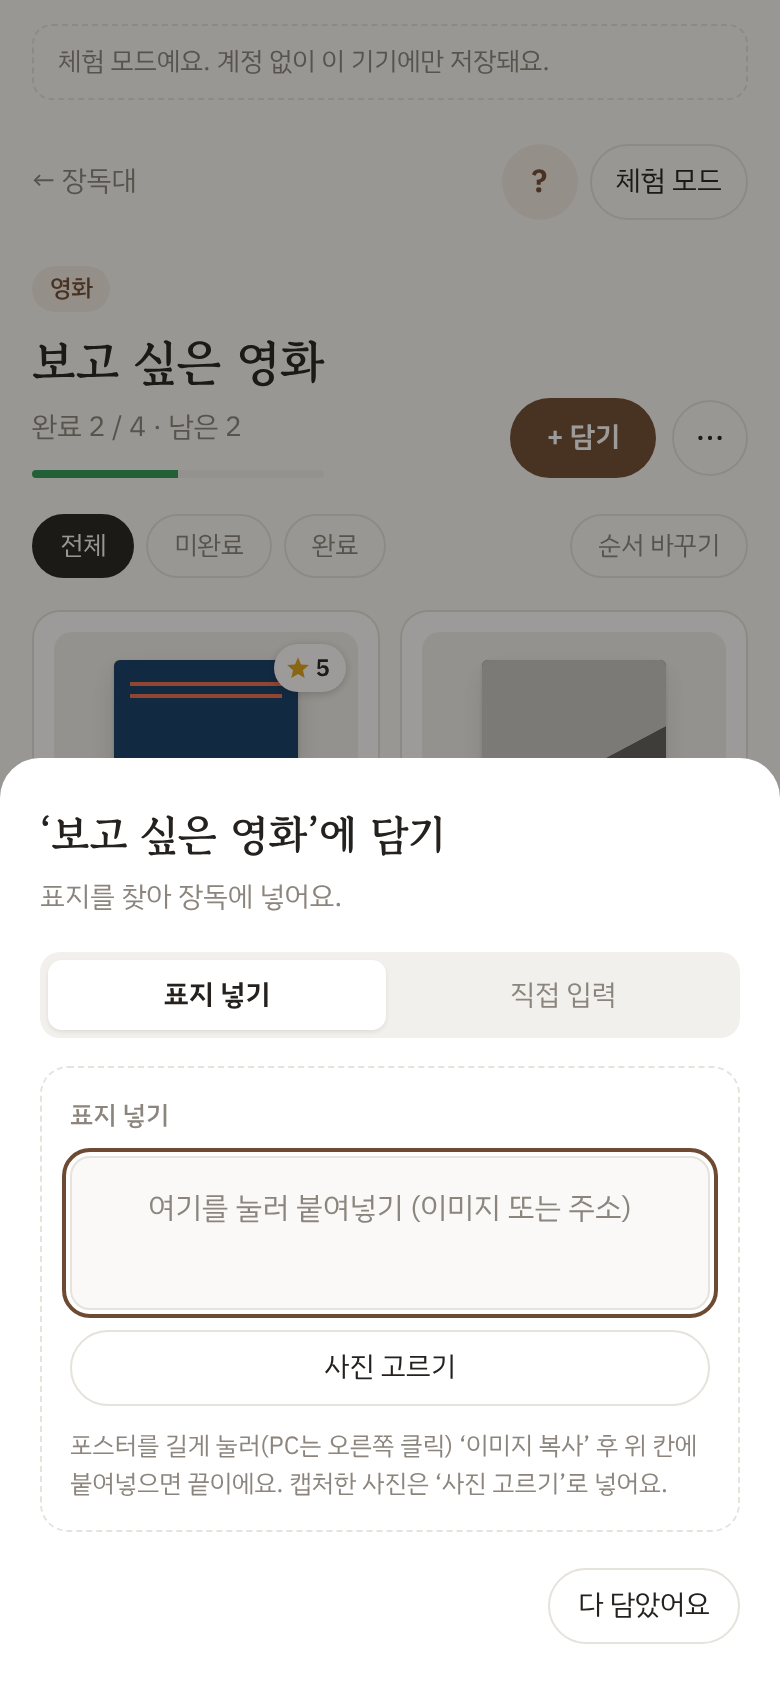 체험 모드예요. 계정 없이 이 기기에만 저장돼요.
← 장독대
?
체험 모드
영화
보고 싶은 영화
완료 2 / 4 · 남은 2
+ 담기
···
전체
미완료
완료
순서 바꾸기
★ 5
‘보고 싶은 영화’에 담기
표지를 찾아 장독에 넣어요.
표지 넣기
직접 입력
표지 넣기
여기를 눌러 붙여넣기 (이미지 또는 주소)
사진 고르기
포스터를 길게 눌러(PC는 오른쪽 클릭) ‘이미지 복사’ 후 위 칸에
붙여넣으면 끝이에요. 캡처한 사진은 ‘사진 고르기’로 넣어요.
다 담았어요